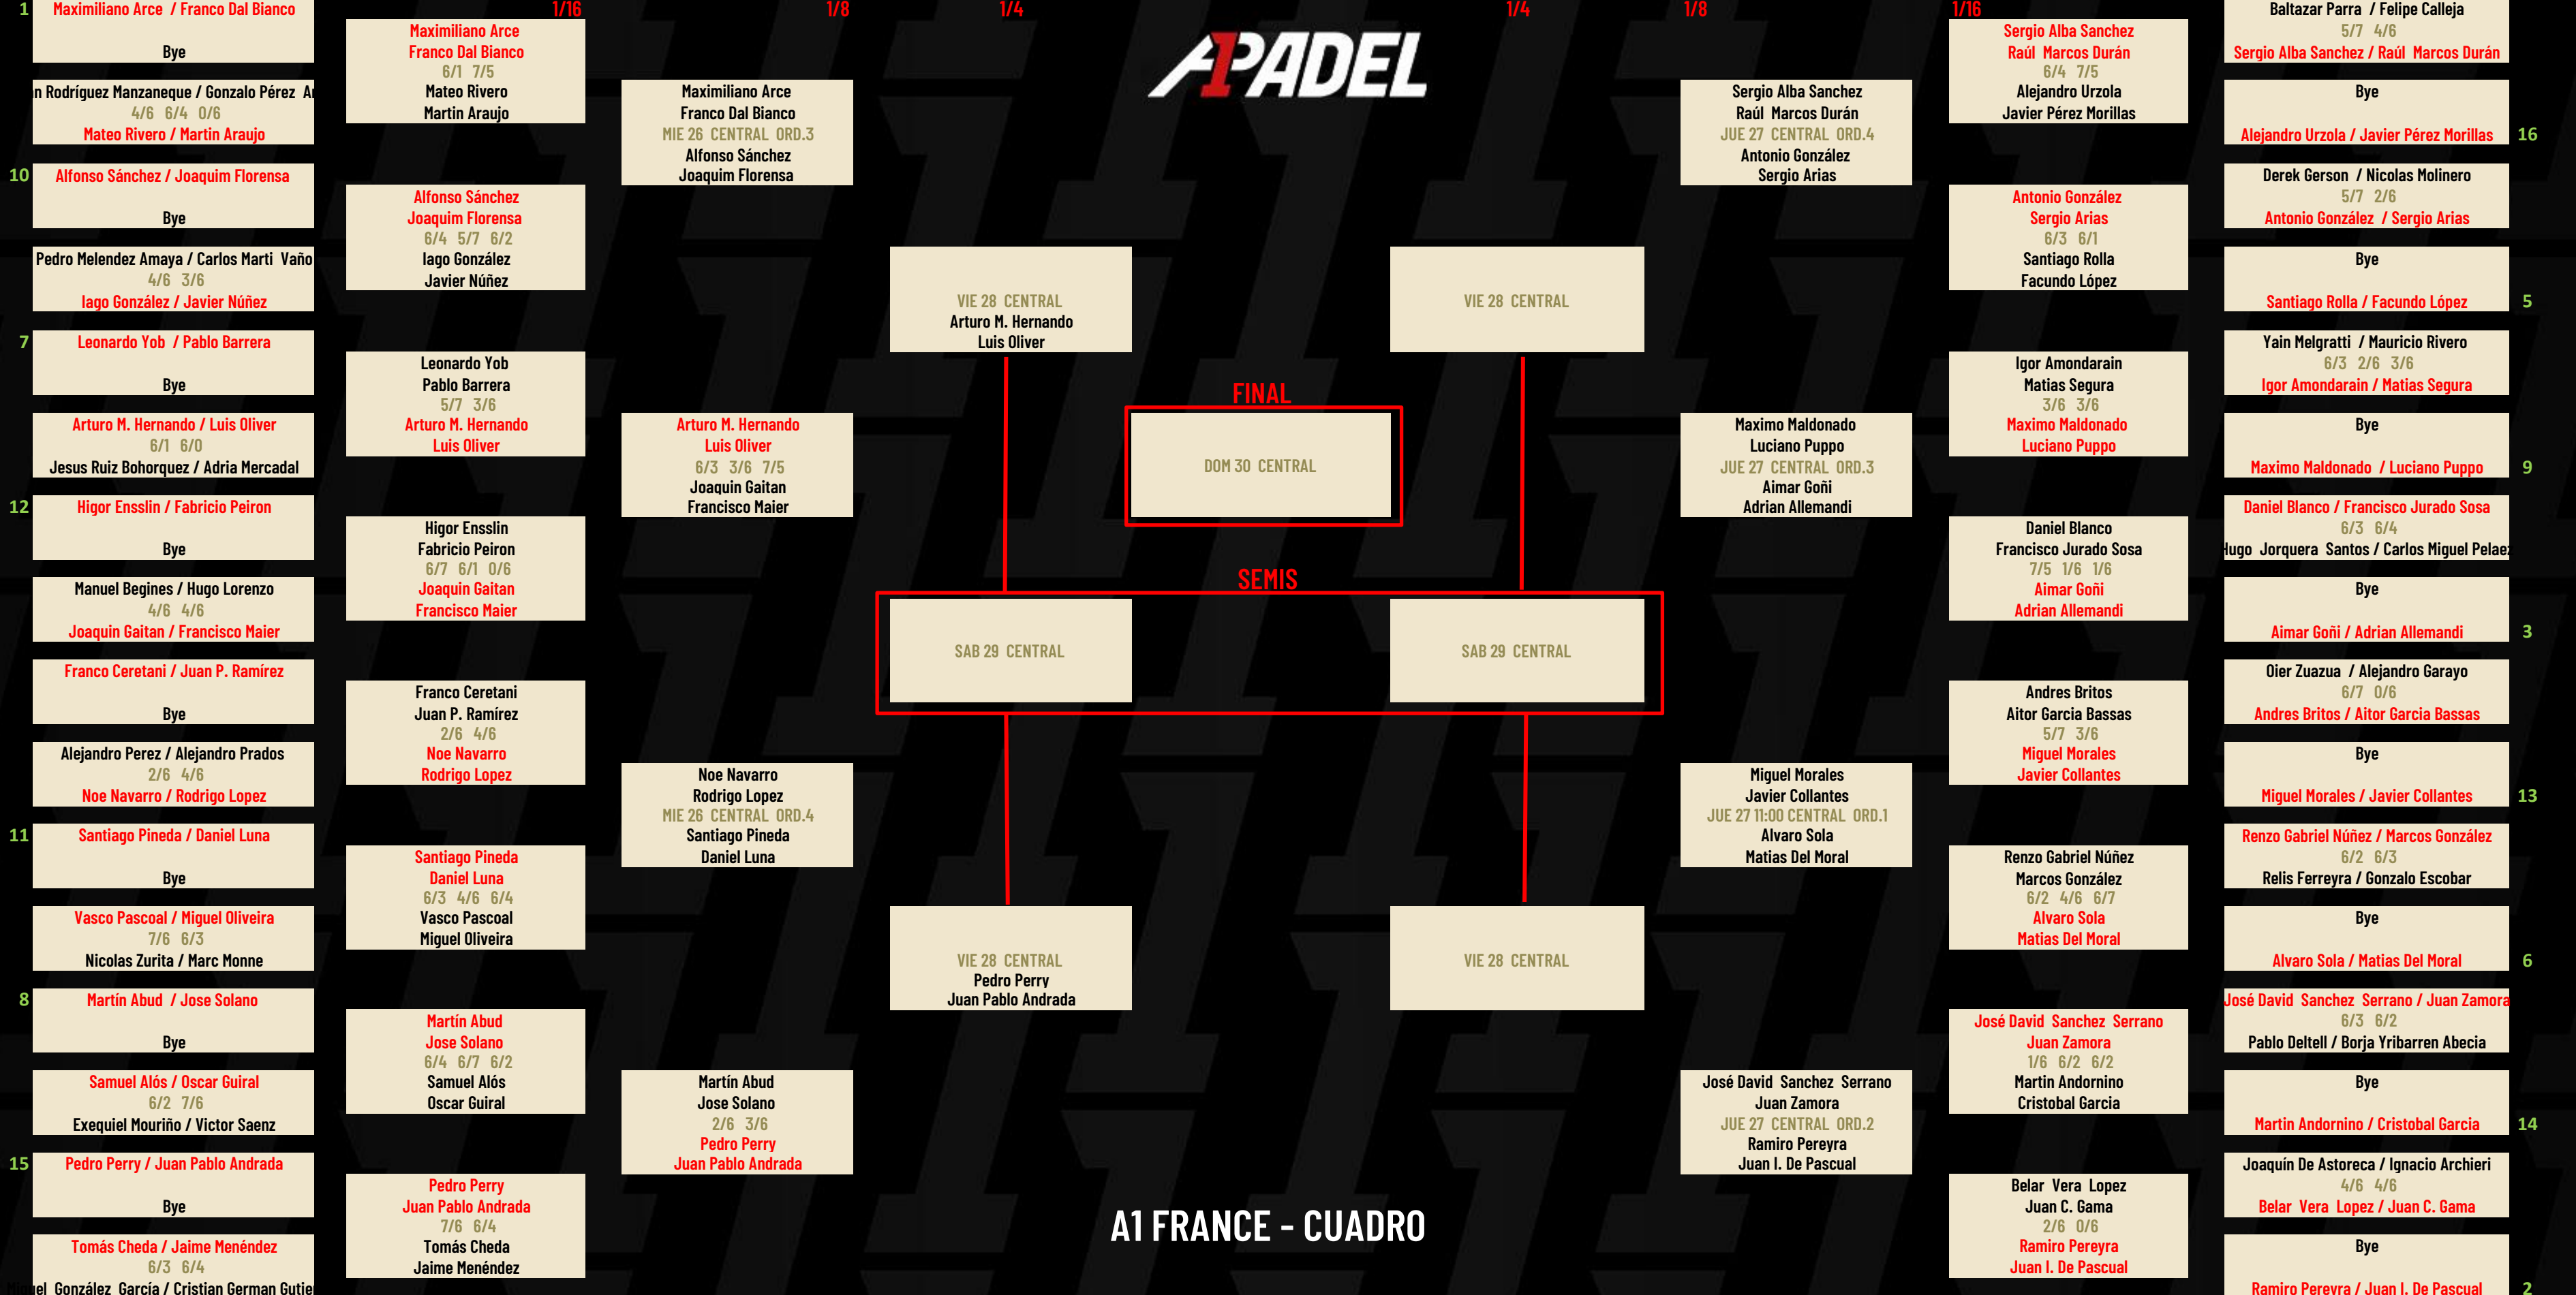 1
Maximiliano Arce / Franco Dal Bianco
Bye
Rodríguez Manzaneque / Gonzalo Pérez
4/6 6/4 0/6
Mateo Rivero / Martin Araujo
10
Alfonso Sánchez / Joaquim Florensa
Bye
Pedro Melendez Amaya / Carlos Marti Vaño
4/6 3/6
Iago González / Javier Núñez
7
Leonardo Yob / Pablo Barrera
Bye
Arturo M. Hernando / Luis Oliver
6/1 6/0
Jesus Ruiz Bohorquez / Adria Mercadal
12
Higor Ensslin / Fabricio Peiron
Bye
Manuel Begines / Hugo Lorenzo
4/6 4/6
Joaquin Gaitan / Francisco Maier
Franco Ceretani / Juan P. Ramírez
Bye
Alejandro Perez / Alejandro Prados
2/6 4/6
Noe Navarro / Rodrigo Lopez
11
Santiago Pineda / Daniel Luna
Bye
Vasco Pascoal / Miguel Oliveira
7/6 6/3
Nicolas Zurita / Marc Monne
8
Martín Abud / Jose Solano
Bye
Samuel Alós / Oscar Guiral
6/2 7/6
Exequiel Mouriño / Victor Saenz
15
Pedro Perry / Juan Pablo Andrada
Bye
Tomás Cheda / Jaime Menéndez
6/3 6/4
González García / Cristian German
1/16
Maximiliano Arce
Franco Dal Bianco
6/1 7/5
Mateo Rivero
Martin Araujo
Alfonso Sánchez
Joaquim Florensa
6/4 5/7 6/2
Iago González
Javier Núñez
Leonardo Yob
Pablo Barrera
5/7 3/6
Arturo M. Hernando
Luis Oliver
Higor Ensslin
Fabricio Peiron
6/7 6/1 0/6
Joaquin Gaitan
Francisco Maier
Franco Ceretani
Juan P. Ramírez
2/6 4/6
Noe Navarro
Rodrigo Lopez
Santiago Pineda
Daniel Luna
6/3 4/6 6/4
Vasco Pascoal
Miguel Oliveira
Martín Abud
Jose Solano
6/4 6/7 6/2
Samuel Alós
Oscar Guiral
Pedro Perry
Juan Pablo Andrada
7/6 6/4
Tomás Cheda
Jaime Menéndez
1/8
Maximiliano Arce
Franco Dal Bianco
MIE 26 CENTRAL ORD.3
Alfonso Sánchez
Joaquim Florensa
Arturo M. Hernando
Luis Oliver
6/3 3/6 7/5
Joaquin Gaitan
Francisco Maier
Noe Navarro
Rodrigo Lopez
MIE 26 CENTRAL ORD.4
Santiago Pineda
Daniel Luna
Martín Abud
Jose Solano
2/6 3/6
Pedro Perry
Juan Pablo Andrada
1/4
VIE 28 CENTRAL
Arturo M. Hernando
Luis Oliver
SAB 29 CENTRAL
VIE 28 CENTRAL
Pedro Perry
Juan Pablo Andrada
A1PADEL
FINAL
DOM 30 CENTRAL
SEMIS
A1 FRANCE - CUADRO
1/4
VIE 28 CENTRAL
SAB 29 CENTRAL
VIE 28 CENTRAL
1/8
Sergio Alba Sanchez
Raúl Marcos Durán
JUE 27 CENTRAL ORD.4
Antonio González
Sergio Arias
Maximo Maldonado
Luciano Puppo
JUE 27 CENTRAL ORD.3
Aimar Goñi
Adrian Allemandi
Miguel Morales
Javier Collantes
JUE 27 11:00 CENTRAL ORD.1
Alvaro Sola
Matias Del Moral
José David Sanchez Serrano
Juan Zamora
JUE 27 CENTRAL ORD.2
Ramiro Pereyra
Juan I. De Pascual
1/16
Sergio Alba Sanchez
Raúl Marcos Durán
6/4 7/5
Alejandro Urzola
Javier Pérez Morillas
Antonio González
Sergio Arias
6/3 6/1
Santiago Rolla
Facundo López
Igor Amondarain
Matias Segura
3/6 3/6
Maximo Maldonado
Luciano Puppo
Daniel Blanco
Francisco Jurado Sosa
7/5 1/6 1/6
Aimar Goñi
Adrian Allemandi
Andres Britos
Aitor Garcia Bassas
5/7 3/6
Miguel Morales
Javier Collantes
Renzo Gabriel Núñez
Marcos González
6/2 4/6 6/7
Alvaro Sola
Matias Del Moral
José David Sanchez Serrano
Juan Zamora
1/6 6/2 6/2
Martin Andornino
Cristobal Garcia
Belar Vera Lopez
Juan C. Gama
2/6 0/6
Ramiro Pereyra
Juan I. De Pascual
Baltazar Parra / Felipe Calleja
5/7 4/6
Sergio Alba Sanchez / Raúl Marcos Durán
Bye
Alejandro Urzola / Javier Pérez Morillas
16
Derek Gerson / Nicolas Molinero
5/7 2/6
Antonio González / Sergio Arias
Bye
Santiago Rolla / Facundo López
5
Yain Melgratti / Mauricio Rivero
6/3 2/6 3/6
Igor Amondarain / Matias Segura
Bye
Maximo Maldonado / Luciano Puppo
9
Daniel Blanco / Francisco Jurado Sosa
6/3 6/4
Hugo Jorquera Santos / Carlos Miguel Pelaez
Bye
Aimar Goñi / Adrian Allemandi
3
Oier Zuazua / Alejandro Garayo
6/7 0/6
Andres Britos / Aitor Garcia Bassas
Bye
Miguel Morales / Javier Collantes
13
Renzo Gabriel Núñez / Marcos González
6/2 6/3
Relis Ferreyra / Gonzalo Escobar
Bye
Alvaro Sola / Matias Del Moral
6
José David Sanchez Serrano / Juan Zamora
6/3 6/2
Pablo Deltell / Borja Yribarren Abecia
Bye
Martin Andornino / Cristobal Garcia
14
Joaquín De Astoreca / Ignacio Archieri
4/6 4/6
Belar Vera Lopez / Juan C. Gama
Bye
Ramiro Pereyra / Juan I. De Pascual
2